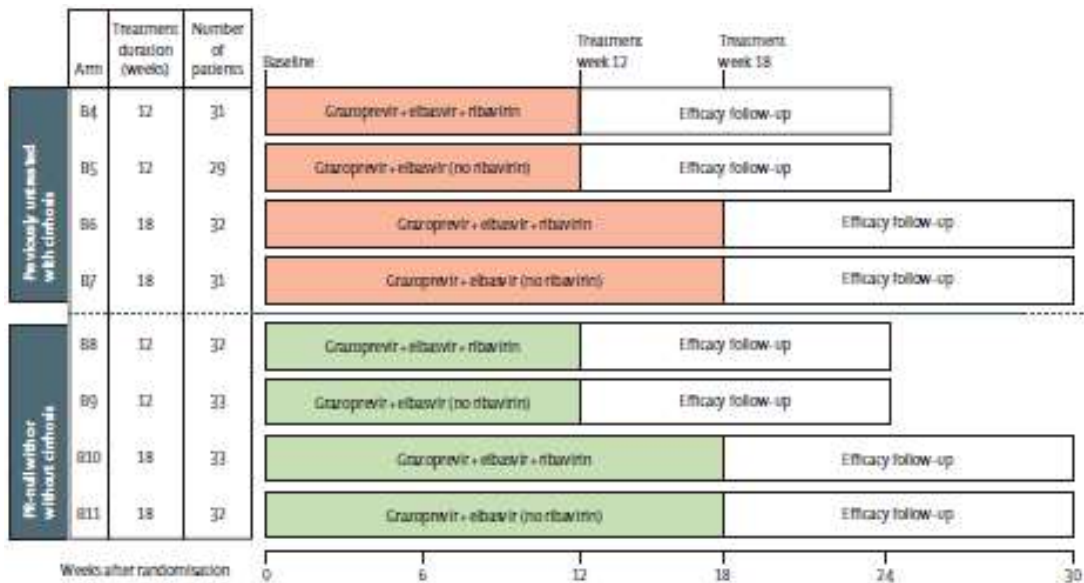 Arm
Treatment
duration
(weeks)
Number
of
patients
Baseline
Treatment
week 12
Treatment
week 18
Previously untreated
with cirrhosis
B4 12 31 Grazoprevir + elbasvir + ribavirin Efficacy follow-up
B5 12 29 Grazoprevir + elbasvir (no ribavirin) Efficacy follow-up
B6 18 32 Grazoprevir + elbasvir + ribavirin Efficacy follow-up
B7 18 31 Grazoprevir + elbasvir (no ribavirin) Efficacy follow-up
PR-null with or
without cirrhosis
B8 12 32 Grazoprevir + elbasvir + ribavirin Efficacy follow-up
B9 12 33 Grazoprevir + elbasvir (no ribavirin) Efficacy follow-up
B10 18 33 Grazoprevir + elbasvir + ribavirin Efficacy follow-up
B11 18 32 Grazoprevir + elbasvir (no ribavirin) Efficacy follow-up
Weeks after randomisation 0 6 12 18 24 30